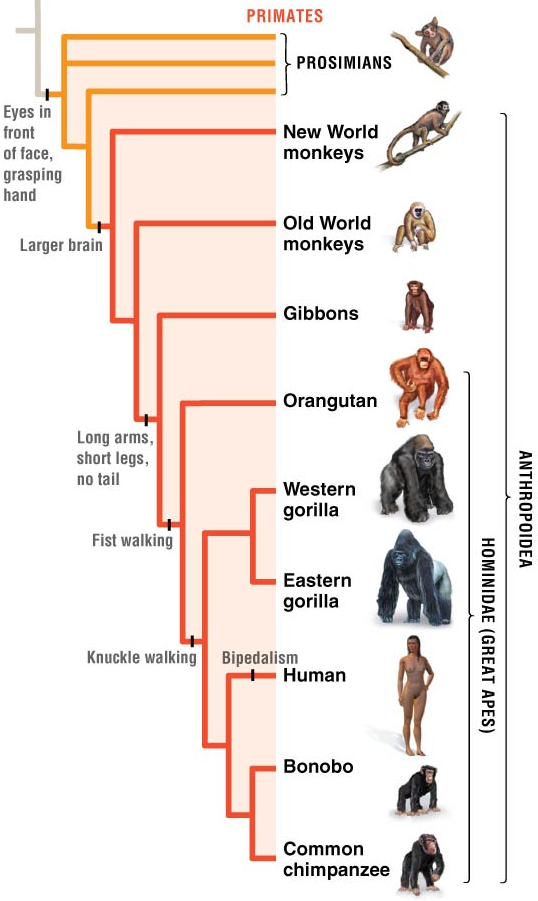 PRIMATES
PROSIMIANS
Eyes in
front
of face,
grasping
hand
New World
monkeys
Old World
monkeys
Larger brain
Gibbons
Orangutan
Long arms,
short legs,
no tail
Western
gorilla
Fist walking
Eastern
gorilla
Knuckle walking
Bipedalism
Human
Bonobo
Common
chimpanzee
HOMINIDAE (GREAT APES)
ANTHROPOIDEA